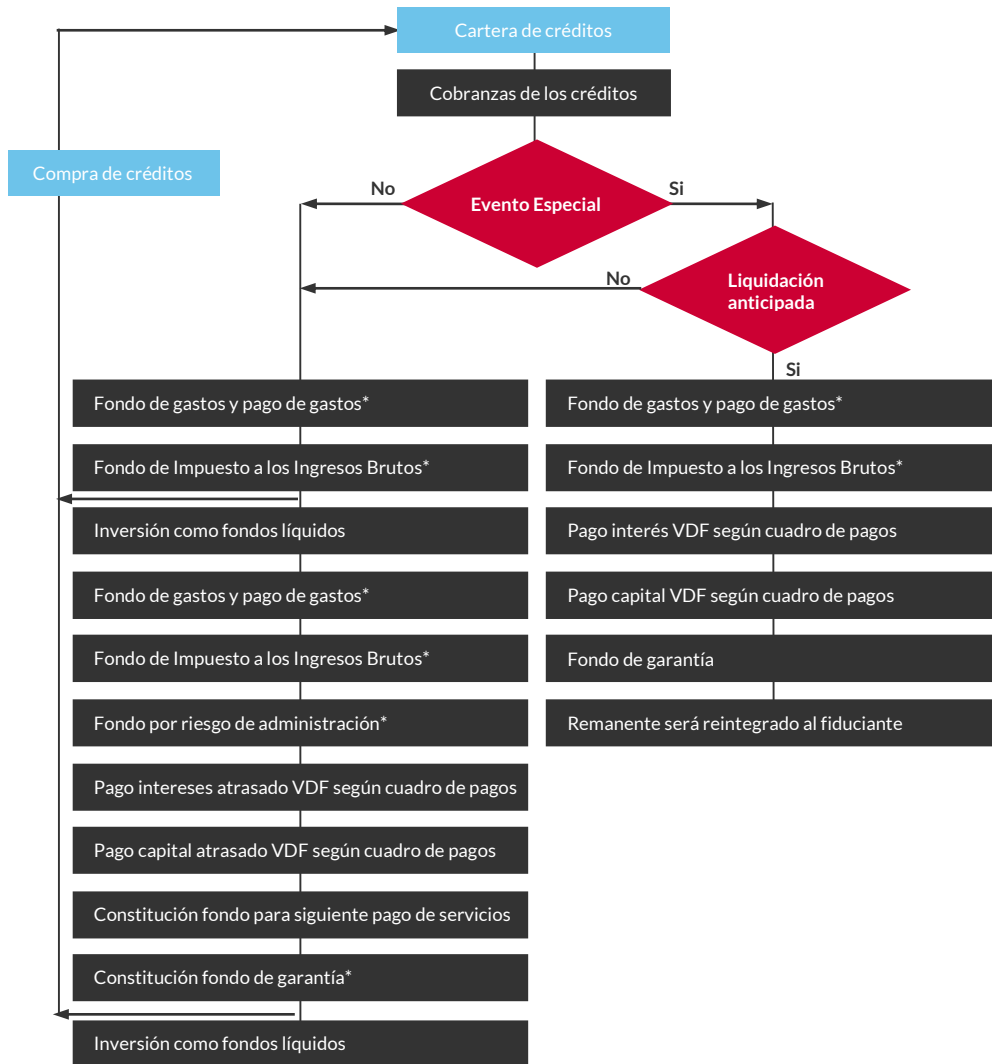 Cartera de créditos
Cobranzas de los créditos
Compra de créditos
No
Si
Evento Especial
No
Liquidación
anticipada
Si
Fondo de gastos y pago de gastos*
Fondo de Impuesto a los Ingresos Brutos*
Inversión como fondos líquidos
Fondo de gastos y pago de gastos*
Fondo de Impuesto a los Ingresos Brutos*
Fondo por riesgo de administración*
Pago intereses atrasado VDF según cuadro de pagos
Pago capital atrasado VDF según cuadro de pagos
Constitución fondo para siguiente pago de servicios
Constitución fondo de garantía*
Inversión como fondos líquidos
Fondo de gastos y pago de gastos*
Fondo de Impuesto a los Ingresos Brutos*
Pago interés VDF según cuadro de pagos
Pago capital VDF según cuadro de pagos
Fondo de garantía
Remanente será reintegrado al fiduciante